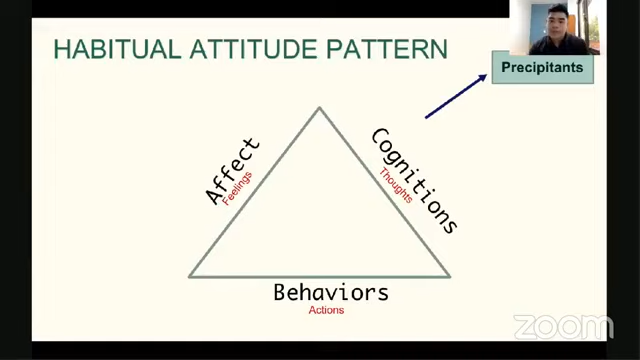 HABITUAL ATTITUDE PATTERN
Precipitants
Affect
Feelings
Cognitions
Thoughts
Behaviors
Actions
zoom